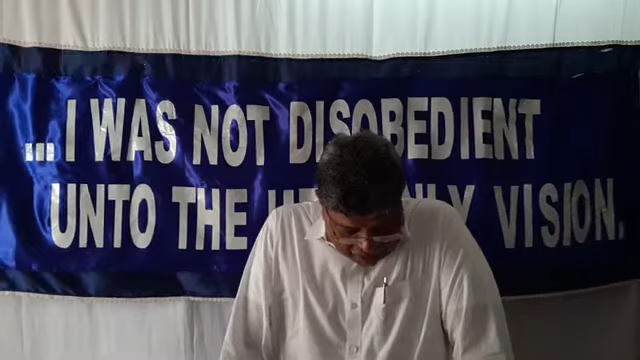 ...I WAS NOT DISOBEDIENT
UNTO THE VISION.